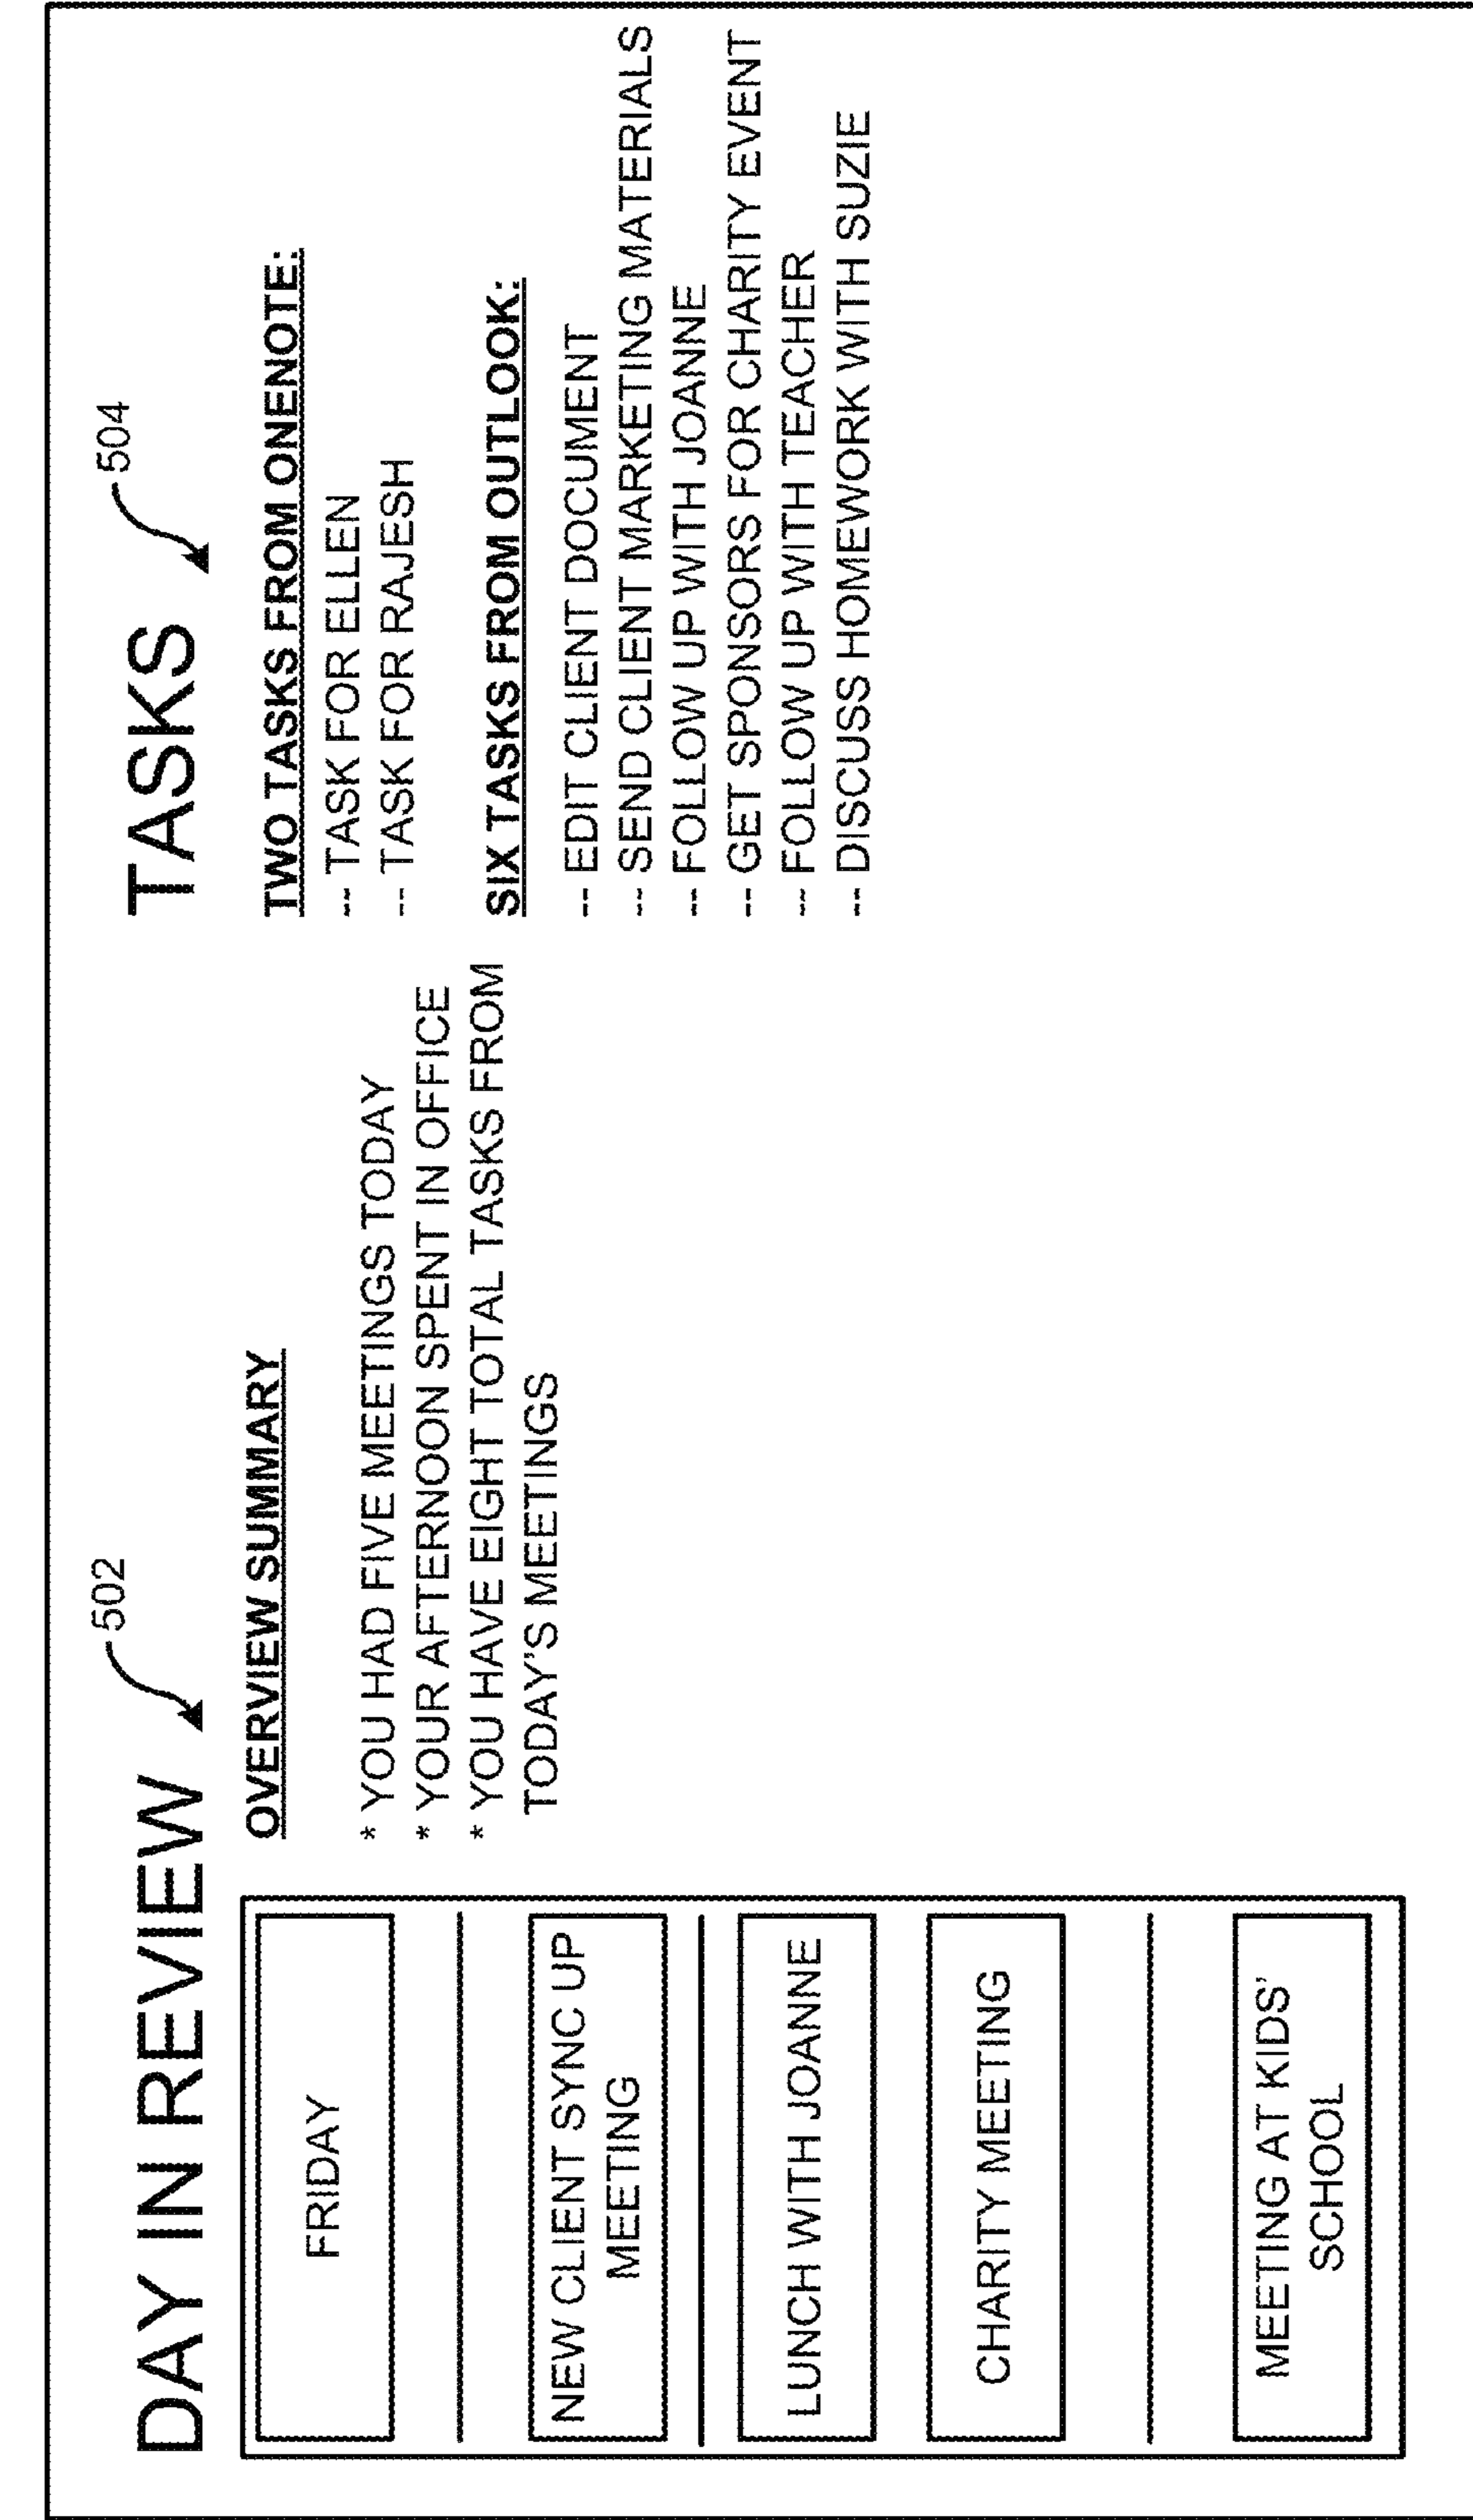 DAY IN REVIEW
502
FRIDAY
NEW CLIENT SYNC UP
MEETING
LUNCH WITH JOANNE
CHARITY MEETING
MEETING AT KIDS'
SCHOOL
OVERVIEW SUMMARY
* YOU HAD FIVE MEETINGS TODAY
* YOUR AFTERNOON SPENT IN OFFICE
* YOU HAVE EIGHT TOTAL TASKS FROM
TODAY'S MEETINGS
TASKS
504
TWO TASKS FROM ONENOTE:
-- TASK FOR ELLEN
-- TASK FOR RAJESH
SIX TASKS FROM OUTLOOK:
-- EDIT CLIENT DOCUMENT
-- SEND CLIENT MARKETING MATERIALS
-- FOLLOW UP WITH JOANNE
-- GET SPONSORS FOR CHARITY EVENT
-- FOLLOW UP WITH TEACHER
-- DISCUSS HOMEWORK WITH SUZIE